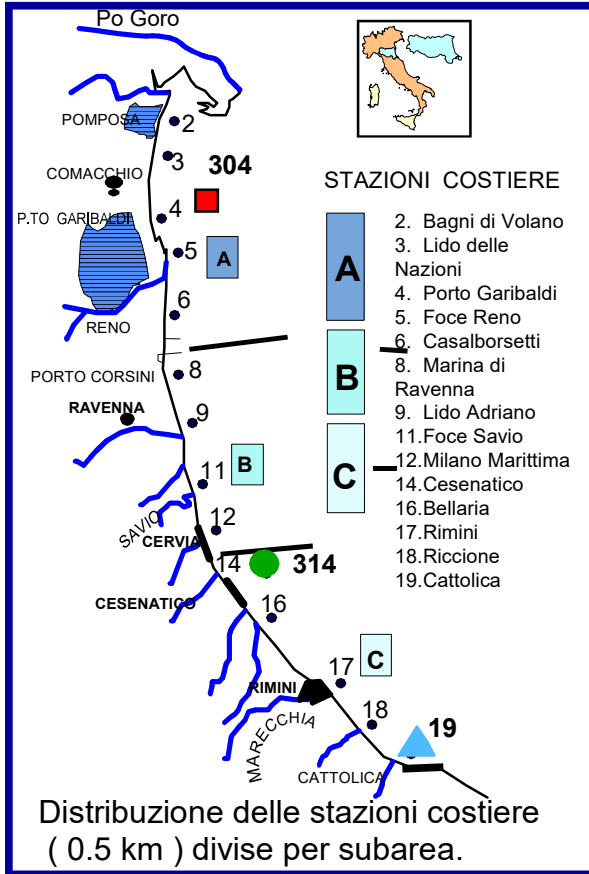 Po Goro
POMPOSA
2
3
304
COMACCHIO
4
P.TO GARIBALDI
5
A
6
RENO
PORTO CORSINI
8
RAVENNA
9
B
11
SAVIO
12
CERVIA
14
314
CESENATICO
16
17
C
RIMINI
MARECCHIA
18
19
CATTOLICA
STAZIONI COSTIERE
A
B
C
2. Bagni di Volano
3. Lido delle
Nazioni
4. Porto Garibaldi
5. Foce Reno
6. Casalborsetti
8. Marina di
Ravenna
9. Lido Adriano
11.Foce Savio
12.Milano Marittima
14.Cesenatico
16.Bellaria
17.Rimini
18.Riccione
19.Cattolica
Distribuzione delle stazioni costiere
( 0.5 km ) divise per subarea.